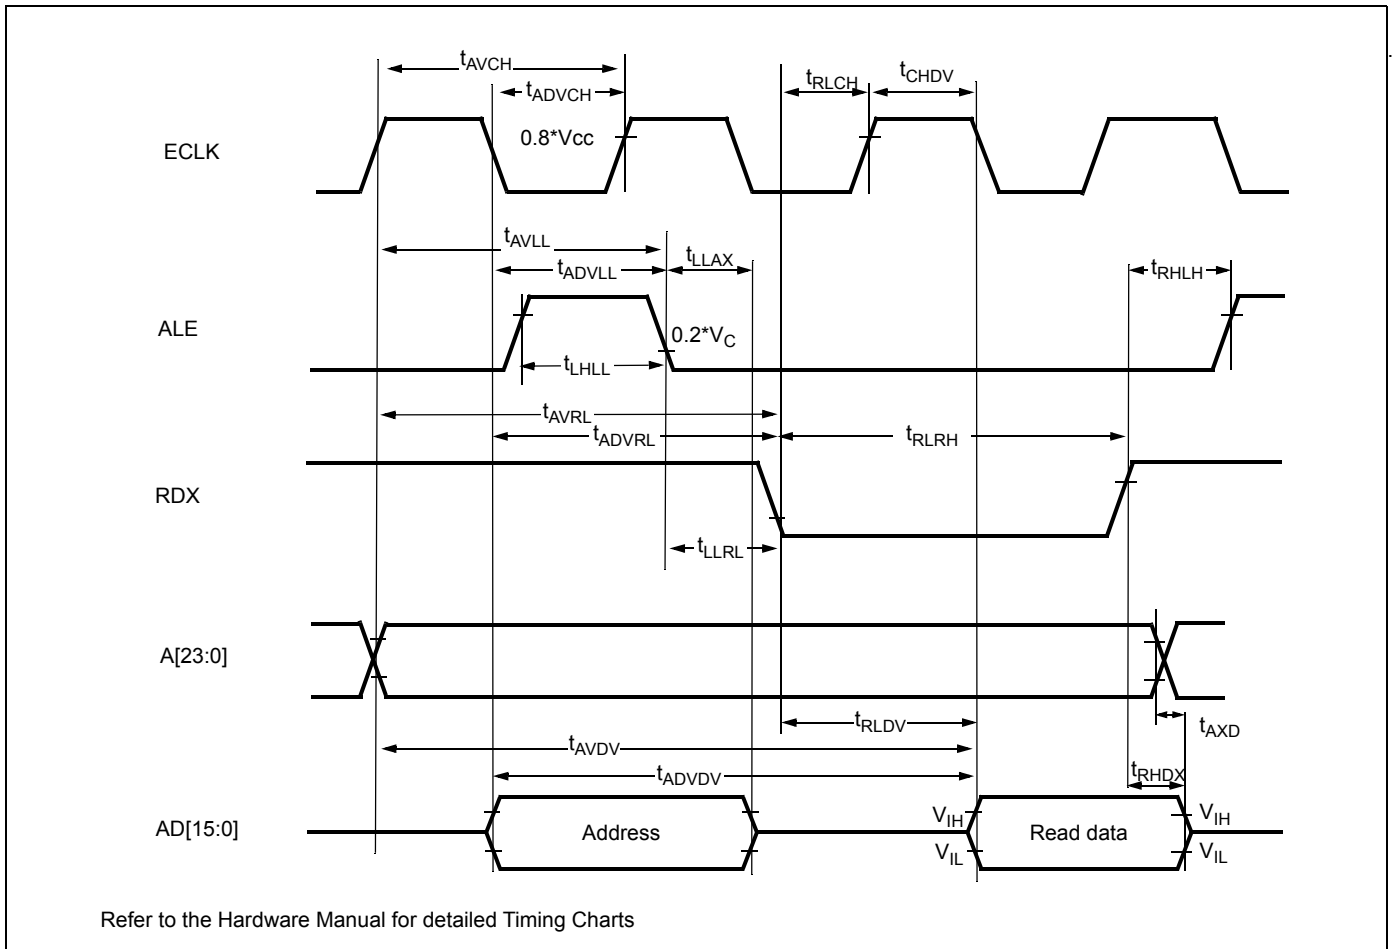 tAVCH
tADVCH
tRLCH
tCHDV
ECLK
0.8*Vcc
tAVLL
tADVLL
tLLAX
tRHLH
ALE
0.2*VC
tLHLL
tAVRL
tADVRL
tRLRH
RDX
tLLRL
A[23:0]
tRLDV
tAXD
tAVDV
tADVDV
tRHDX
AD[15:0]
Address
VIH
VIL
Read data
VIH
VIL
Refer to the Hardware Manual for detailed Timing Charts